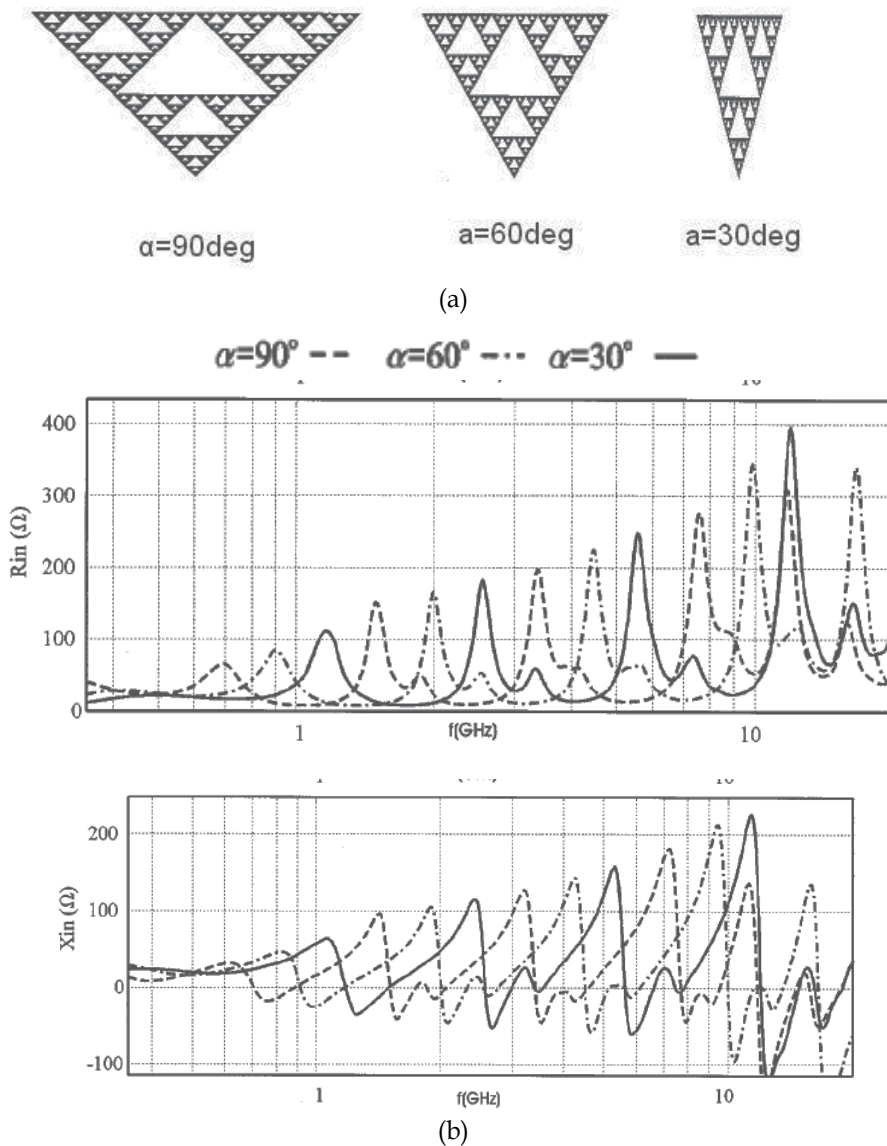 α=90deg
a=60deg
a=30deg
(a)
α=90° α=60° α=30°
400
300
200
100
0
Rin (Ω)
1
f(GHz)
10
200
100
0
-100
Xin (Ω)
1
f(GHz)
10
(b)